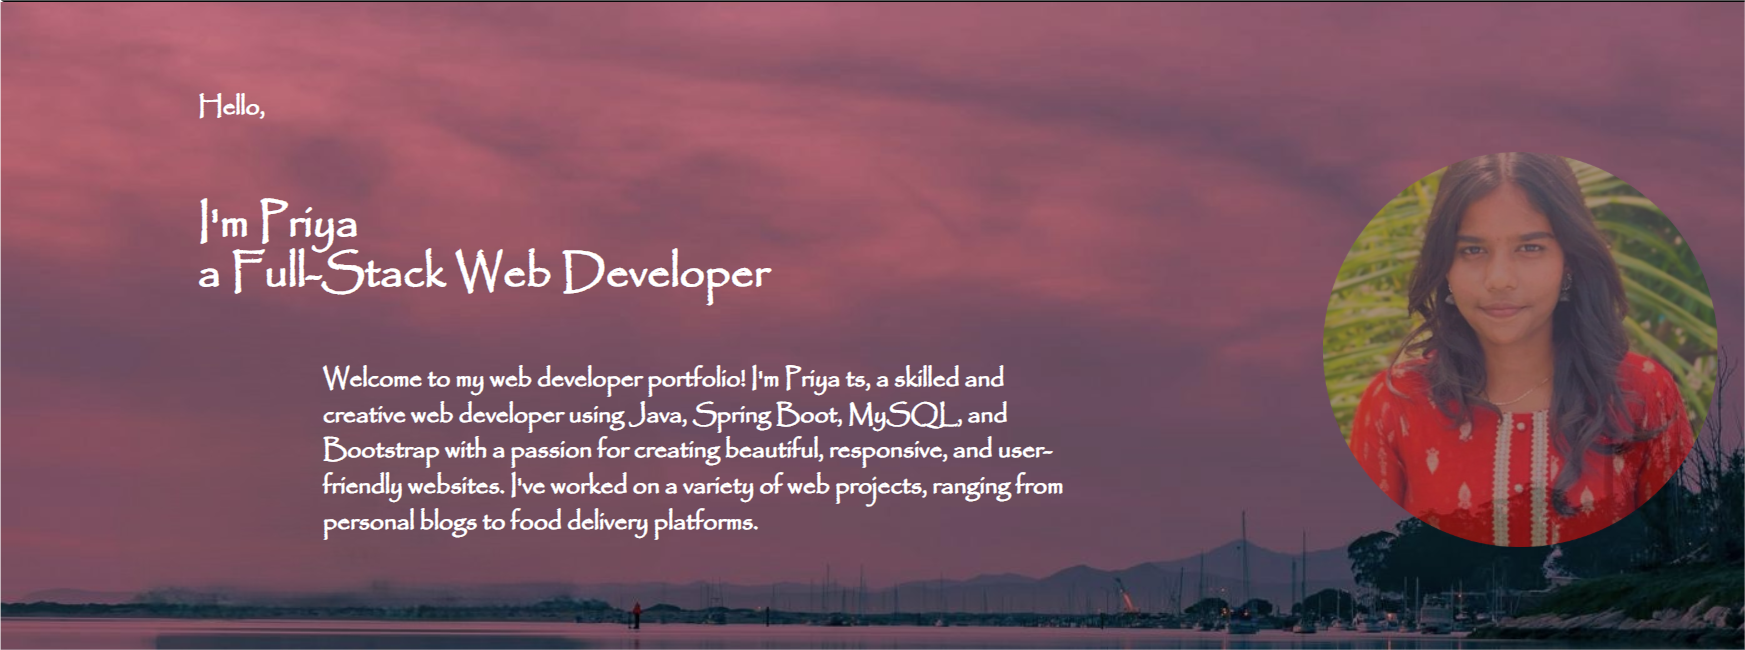 Hello,
I'm Priya
a Full-Stack Web Developer
Welcome to my web developer portfolio! I'm Priya ts, a skilled and
creative web developer using Java, Spring Boot, MySQL, and
Bootstrap with a passion for creating beautiful, responsive, and user-
friendly websites. I've worked on a variety of web projects, ranging from
personal blogs to food delivery platforms.